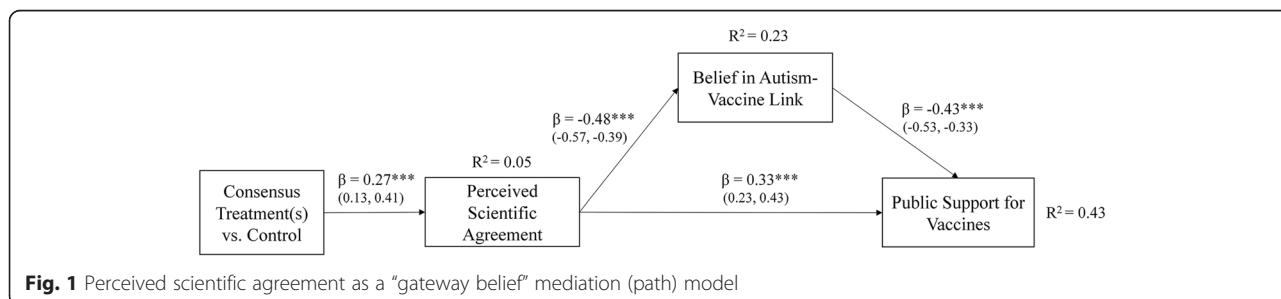 R² = 0.23
Belief in Autism-
Vaccine Link
β = -0.48***
(-0.57, -0.39)
β = -0.43***
(-0.53, -0.33)
R² = 0.05
β = 0.27***
(0.13, 0.41)
β = 0.33***
(0.23, 0.43)
Consensus
Treatment(s)
vs. Control
Perceived
Scientific
Agreement
Public Support for
Vaccines
R² = 0.43
Fig. 1 Perceived scientific agreement as a “gateway belief” mediation (path) model